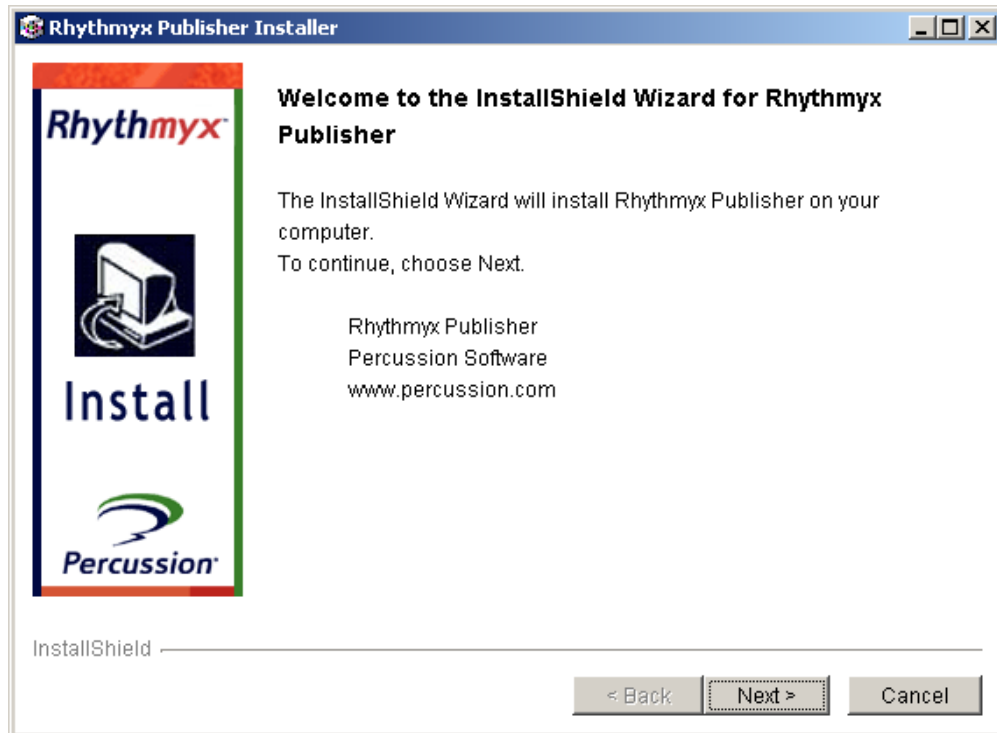 Rhythmyx Publisher Installer
Rhythmyx
Install
Percussion
Welcome to the InstallShield Wizard for Rhythmyx
Publisher
The InstallShield Wizard will install Rhythmyx Publisher on your
computer.
To continue, choose Next.
Rhythmyx Publisher
Percussion Software
www.percussion.com
InstallShield
< Back
Next >
Cancel